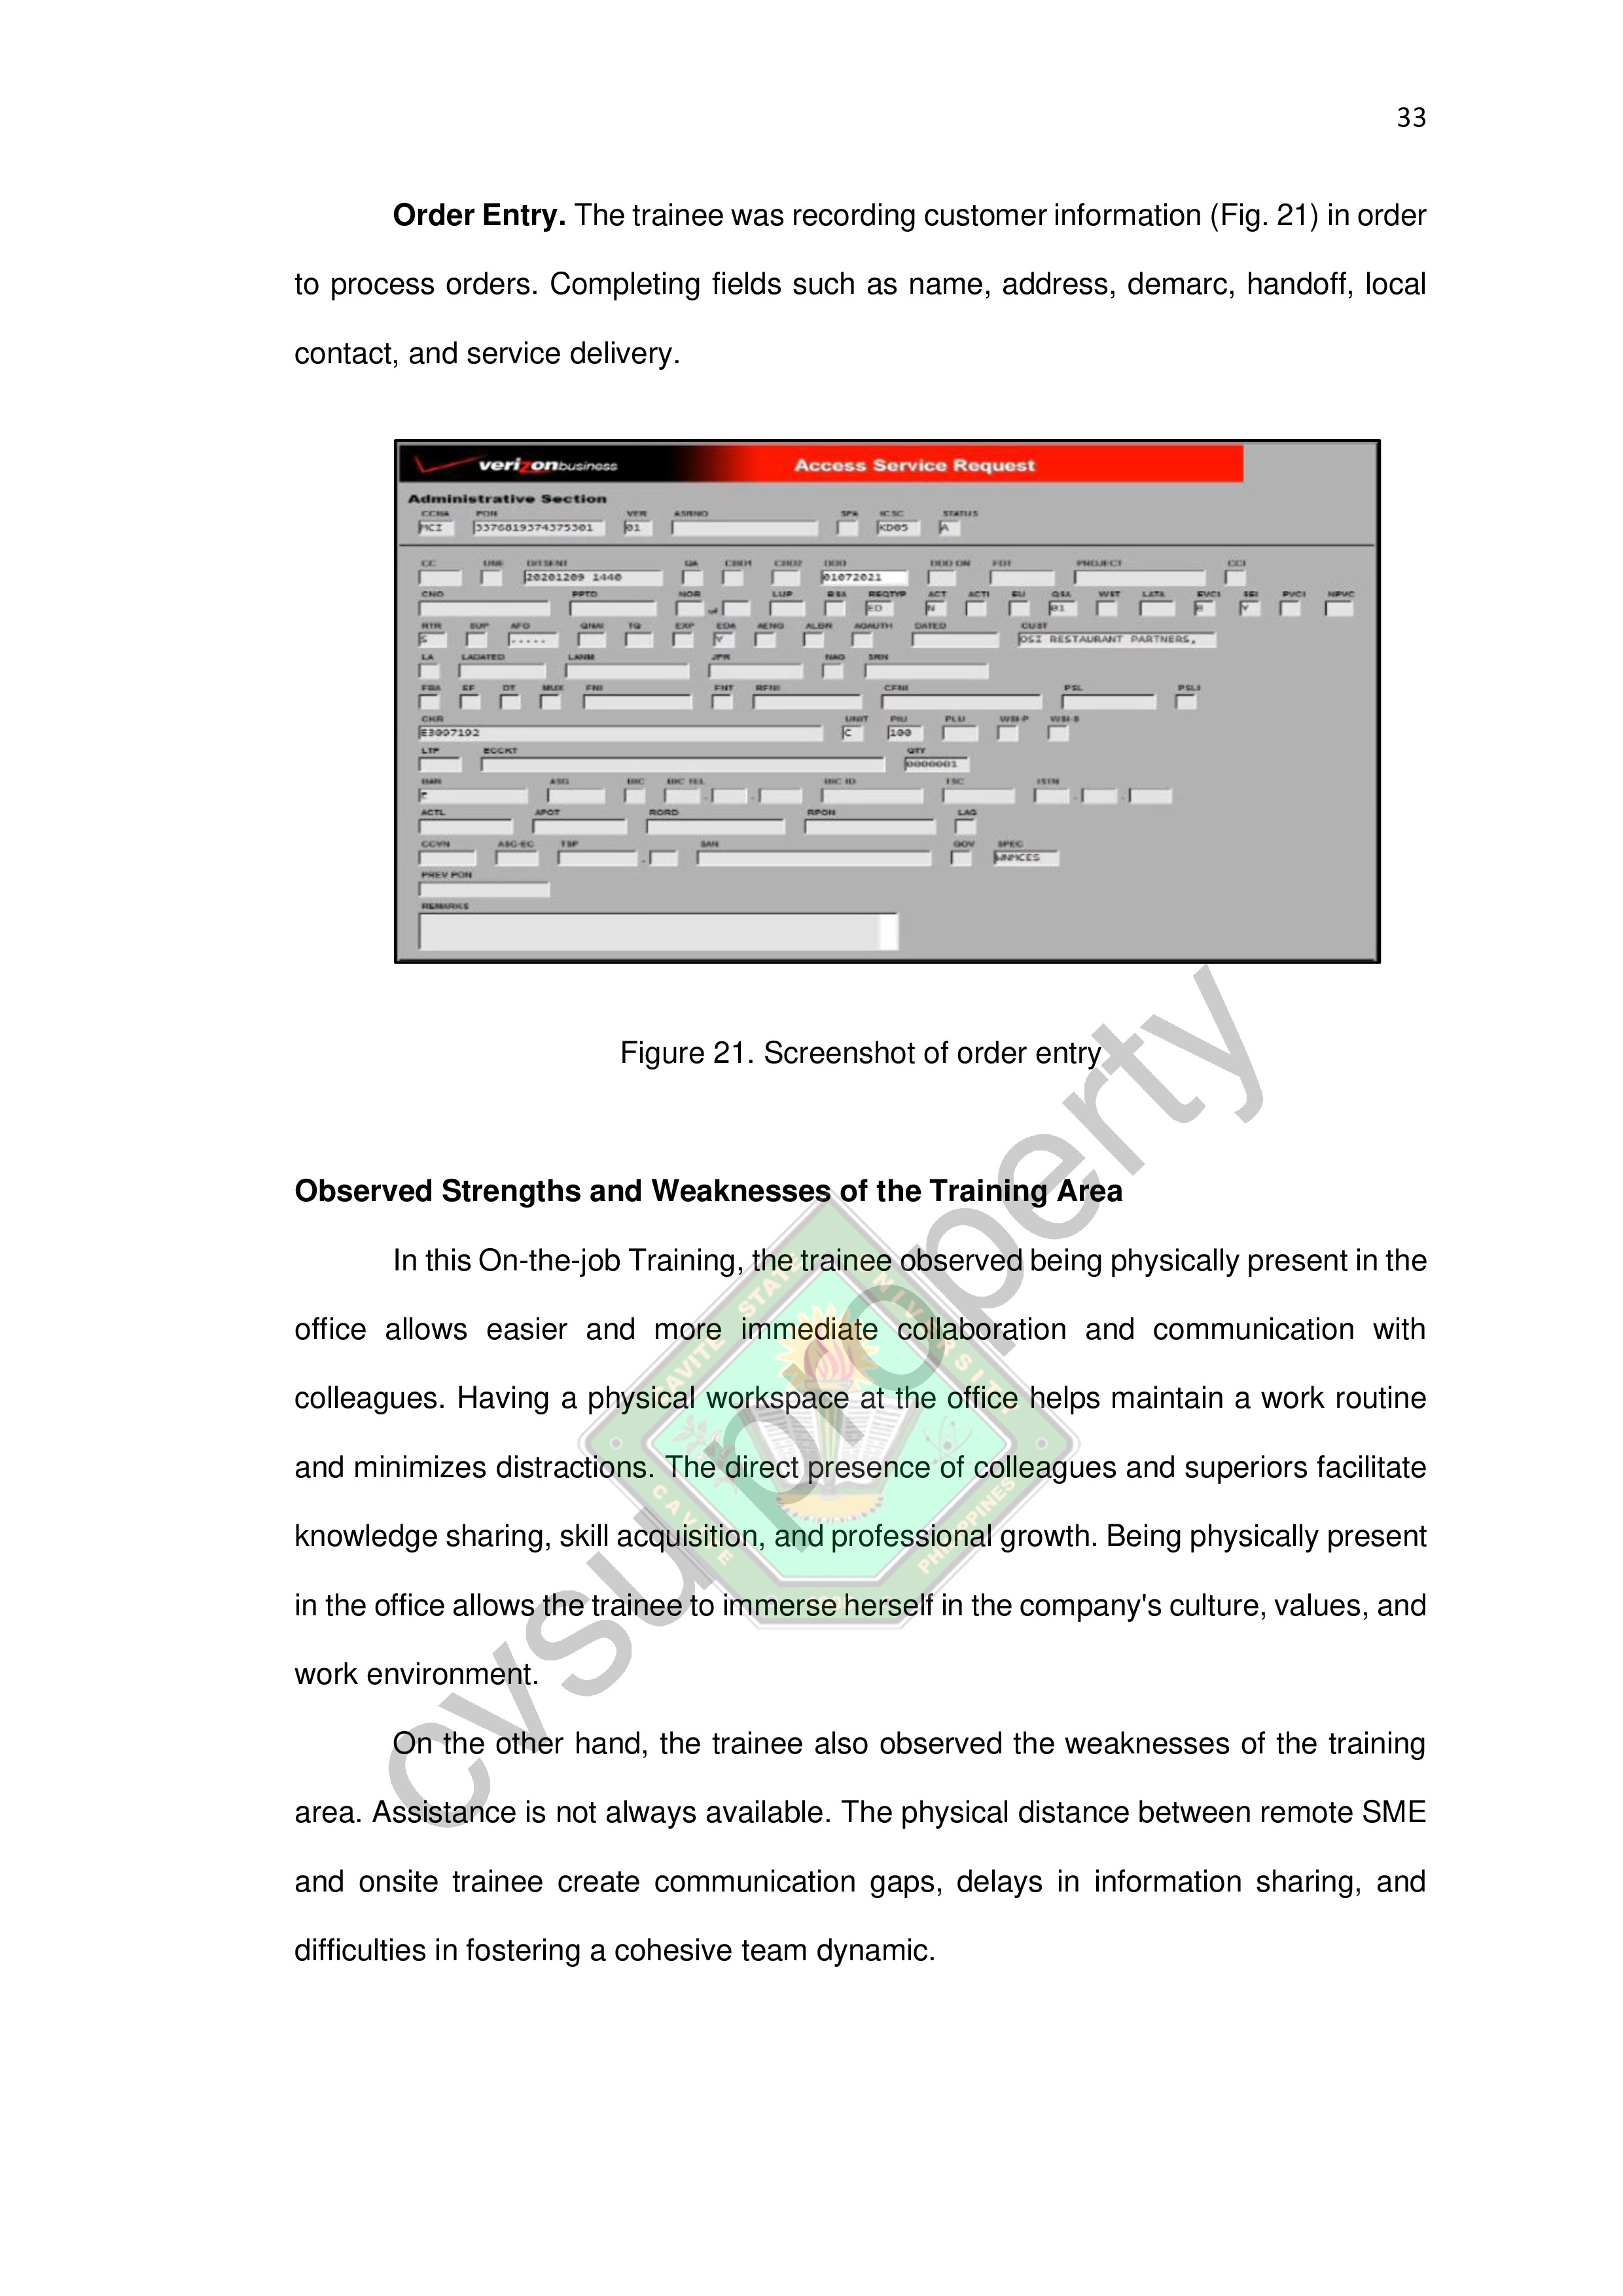 33
Order Entry. The trainee was recording customer information (Fig. 21) in order
to process orders. Completing fields such as name, address, demarc, handoff, local
contact, and service delivery.
verizonbusiness Access Service Request
Administrative Section
CCNA PON VER ASRNO SPA ICSC STATUS
MCI 3376819374375301 01 KD05 A
CC UNE D/TSENT QA CHD1 CHD2 DDD DDD ON FDT PROJECT CCI
20201209 1440 01072021
CNO PPTD NOR LUP BSA REQTYP ACT ACTI EU QSA WST LATA EVCI SEI PVCI NPVC
of ED N 01 Y
RTR SUP AFO QNAI TQ EXP EDA AENG ALBR AGAUTH DATED CUST
S ..... Y OSI RESTAURANT PARTNERS,
LA LADATED LANM JPR NAG SRN
FBA EF DT MUX FNI FNT RFNI CFNI PSL PSLI
CKR UNIT PIU PLU WSI-P WSI-S
E3097192 C 100
LTP ECCKT QTY
0000001
BAN ASG BIC BIC TEL BIC ID TSC ISTN
E
ACTL APOT RORD RPON LAG
CCVN ASC-EC TSP SAN GOV SPEC
WNMCES
PREV PON
REMARKS
Figure 21. Screenshot of order entry
Observed Strengths and Weaknesses of the Training Area
In this On-the-job Training, the trainee observed being physically present in the
office allows easier and more immediate collaboration and communication with
colleagues. Having a physical workspace at the office helps maintain a work routine
and minimizes distractions. The direct presence of colleagues and superiors facilitate
knowledge sharing, skill acquisition, and professional growth. Being physically present
in the office allows the trainee to immerse herself in the company's culture, values, and
work environment.
On the other hand, the trainee also observed the weaknesses of the training
area. Assistance is not always available. The physical distance between remote SME
and onsite trainee create communication gaps, delays in information sharing, and
difficulties in fostering a cohesive team dynamic.
cvsu property
CAVITE STATE UNIVERSITY
CAVITE PHILIPPINES